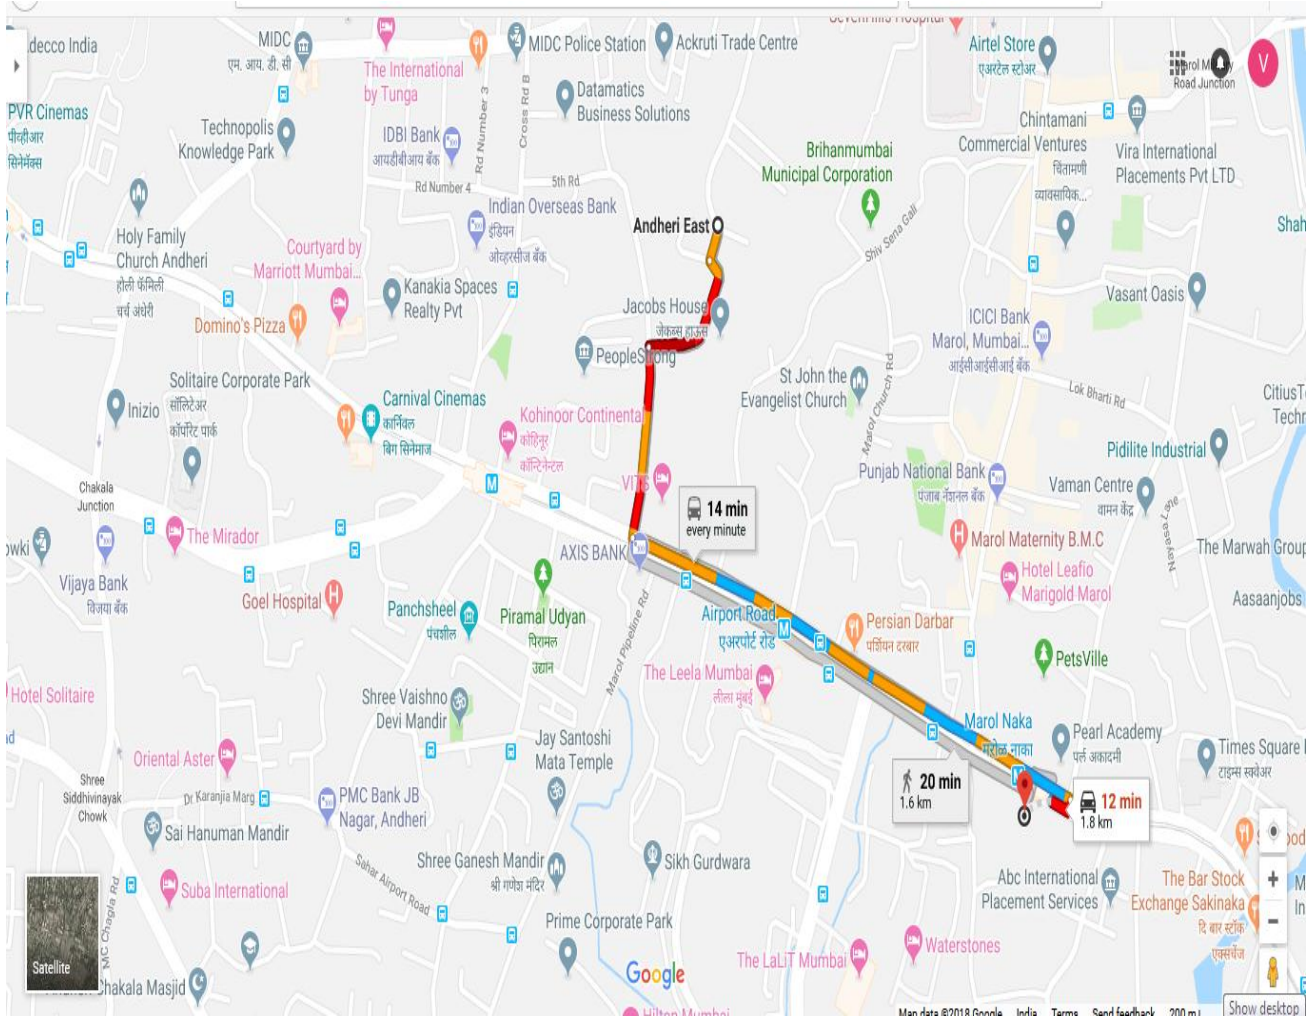 MIDC
एम. आय. डी. सी
The International
by Tunga
MIDC Police Station
Ackruti Trade Centre
Airtel Store
एअरटेल स्टोअर
Road Junction
V
PVR Cinemas
पीव्हीआर
सिनेमॅक्स
Technopolis
Knowledge Park
IDBI Bank
आयडीबीआय बँक
Rd Number 3
Cross Rd B
Datamatics
Business Solutions
Brihanmumbai
Municipal Corporation
Chintamani
Commercial Ventures
चिंतामणी
व्यावसायिक...
Vira International
Placements Pvt LTD
Rd Number 4
5th Rd
Holy Family
Church Andheri
होली फॅमिली
चर्च अंधेरी
Courtyard by
Marriott Mumbai...
Indian Overseas Bank
इंडियन
ओव्हरसीज बँक
Andheri East
Shiv Sena Gali
Kanakia Spaces
Realty Pvt
Domino's Pizza
Jacobs House
जेकब्स हाऊस
PeopleStrong
ICICI Bank
Marol, Mumbai...
आईसीआईसीआई बँक
Vasant Oasis
St John the
Evangelist Church
Marol Church Rd
Lok Bharti Rd
Inizio
Solitaire Corporate Park
सॉलिटेअर
कॉर्पोरेट पार्क
Carnival Cinemas
कार्निवल
बिग सिनेमाज
Kohinoor Continental
कोहिनूर
कॉन्टिनेन्टल
Pidilite Industrial
Punjab National Bank
पंजाब नॅशनल बँक
Vaman Centre
वामन केंद्र
Nayasa Lane
Chakala
Junction
The Mirador
M
VITS
14 min
every minute
Marol Maternity B.M.C
The Marwah Group
Vijaya Bank
विजया बँक
Goel Hospital
AXIS BANK
Hotel Leafio
Marigold Marol
Aasaanjobs
Panchsheel
पंचशील
Piramal Udyan
पिरामल
उद्यान
Marol Pipeline Rd
Airport Road
एअरपोर्ट रोड
M
Persian Darbar
पर्शियन दरबार
PetsVille
Hotel Solitaire
Shree Vaishno
Devi Mandir
The Leela Mumbai
लीला मुंबई
Marol Naka
मरोळ नाका
Pearl Academy
पर्ल अकादमी
Times Square
टाइम्स स्क्वेअर
Oriental Aster
Jay Santoshi
Mata Temple
20 min
1.6 km
12 min
1.8 km
Shree
Siddhivinayak
Chowk
Dr Karanjia Marg
PMC Bank JB
Nagar, Andheri
Sai Hanuman Mandir
Sahar Airport Road
Shree Ganesh Mandir
श्री गणेश मंदिर
Sikh Gurdwara
Suba International
MC Chagla Rd
Abc International
Placement Services
The Bar Stock
Exchange Sakinaka
दि बार स्टॉक
एक्सचेंज
Prime Corporate Park
Waterstones
The LaLiT Mumbai
Satellite
Chakala Masjid
Google
Hilton Mumbai
Map data ©2018 Google India Terms Send feedback 200 m
Show desktop